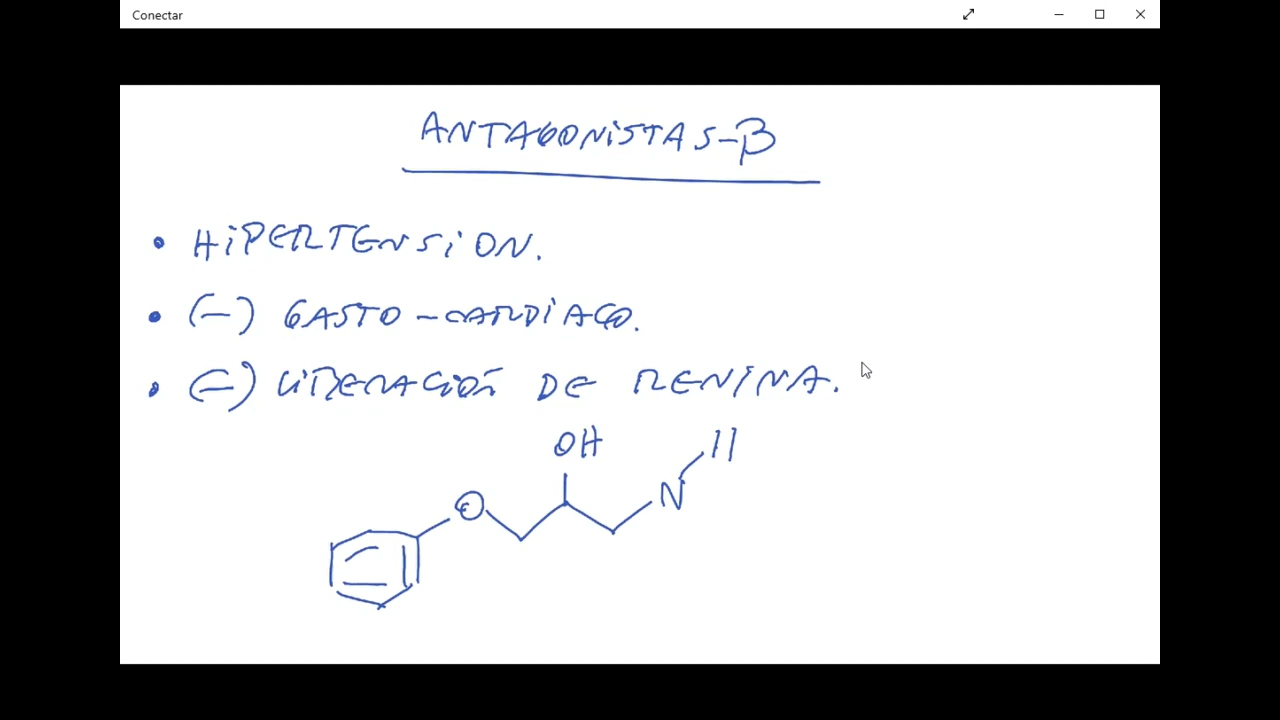 Conectar
ANTAGONISTAS-β
• HiPERTENSiON.
• (-) GASTO-CARDiACO.
• (-) LiBERACiÓN DE RENINA.
OH
H
O
N